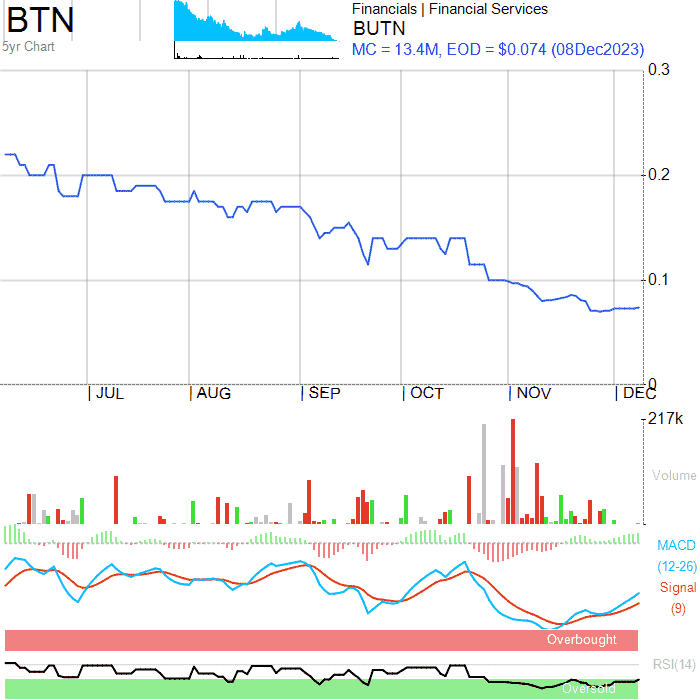 BTN
5yr Chart
Financials | Financial Services
BUTN
MC = 13.4M, EOD = $0.074 (08Dec2023)
0.3
0.2
0.1
0
JUL
AUG
SEP
OCT
NOV
DEC
217k
Volume
MACD
(12-26)
Signal
(9)
Overbought
RSI(14)
Oversold